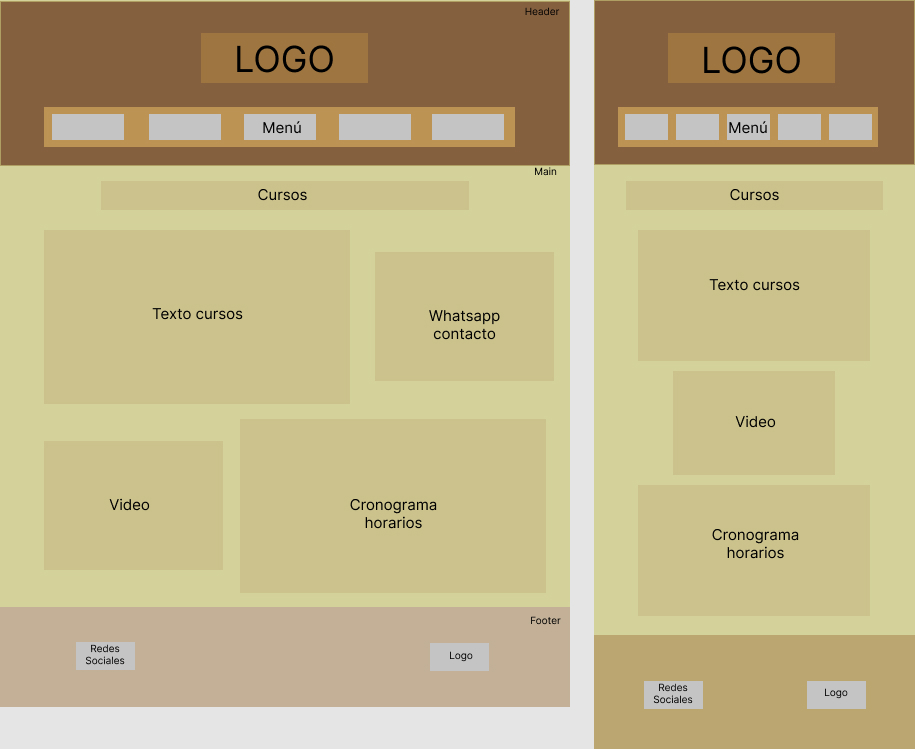 Header
LOGO
Menú
Main
Cursos
Texto cursos
Whatsapp
contacto
Video
Cronograma
horarios
Footer
Redes
Sociales
Logo
LOGO
Menú
Cursos
Texto cursos
Video
Cronograma
horarios
Redes
Sociales
Logo